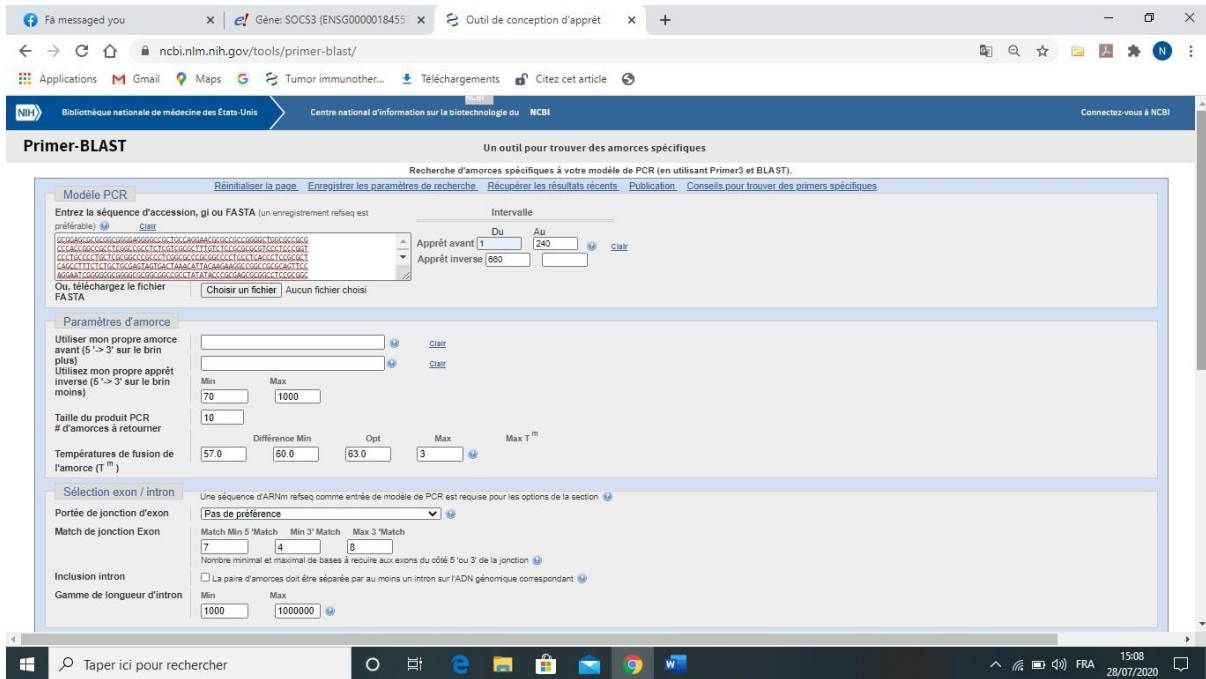 Fã messaged you
Gène: SOCS3 (ENSG0000018455
Outil de conception d'apprêt
ncbi.nlm.nih.gov/tools/primer-blast/
N
Applications Gmail Maps Tumor immunother... Téléchargements Citez cet article
NIH Bibliothèque nationale de médecine des États-Unis Centre national d'information sur la biotechnologie du NCBI Connectez-vous à NCBI
Primer-BLAST Un outil pour trouver des amorces spécifiques
Recherche d'amorces spécifiques à votre modèle de PCR (en utilisant Primer3 et BLAST).
Modèle PCR
Réinitialiser la page Enregistrer les paramètres de recherche Récupérer les résultats récents Publication Conseils pour trouver des primers spécifiques
Entrez la séquence d'accession, gi ou FASTA (un enregistrement refseq est
préférable) Clair
Intervalle
Du Au
Apprêt avant 1 240 Clair
Apprêt inverse 660
Ou, téléchargez le fichier
FASTA
Choisir un fichier Aucun fichier choisi
Paramètres d'amorce
Utiliser mon propre amorce
avant (5 '-> 3' sur le brin
plus)
Clair
Utilisez mon propre apprêt
inverse (5 '-> 3' sur le brin
moins)
Clair
Min Max
70 1000
Taille du produit PCR
# d'amorces à retourner
10
Différence Min Opt Max Max T m
Températures de fusion de
l'amorce (T m )
57.0 60.0 63.0 3
Sélection exon / intron
Une séquence d'ARNm refseq comme entrée de modèle de PCR est requise pour les options de la section
Portée de jonction d'exon Pas de préférence
Match de jonction Exon Match Min 5 'Match Min 3' Match Max 3 'Match
7 4 8
Nombre minimal et maximal de bases à recuire aux exons du côté 5 'ou 3' de la jonction
Inclusion intron La paire d'amorces doit être séparée par au moins un intron sur l'ADN génomique correspondant
Gamme de longueur d'intron Min Max
1000 1000000
Taper ici pour rechercher
FRA
15:08
28/07/2020